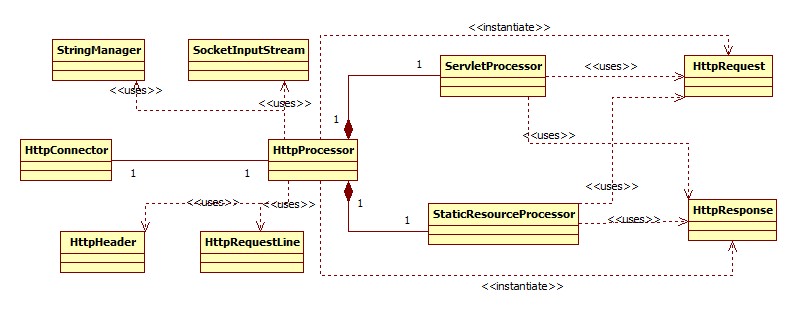 <<instantiate>>
StringManager
SocketInputStream
ServletProcessor
HttpRequest
1
<<uses>>
<<uses>>
<<uses>>
1
<<uses>>
HttpConnector
HttpProcessor
1
1
<<uses>>
<<uses>>
<<uses>>
1
1
StaticResourceProcessor
<<uses>>
HttpResponse
HttpHeader
HttpRequestLine
<<instantiate>>